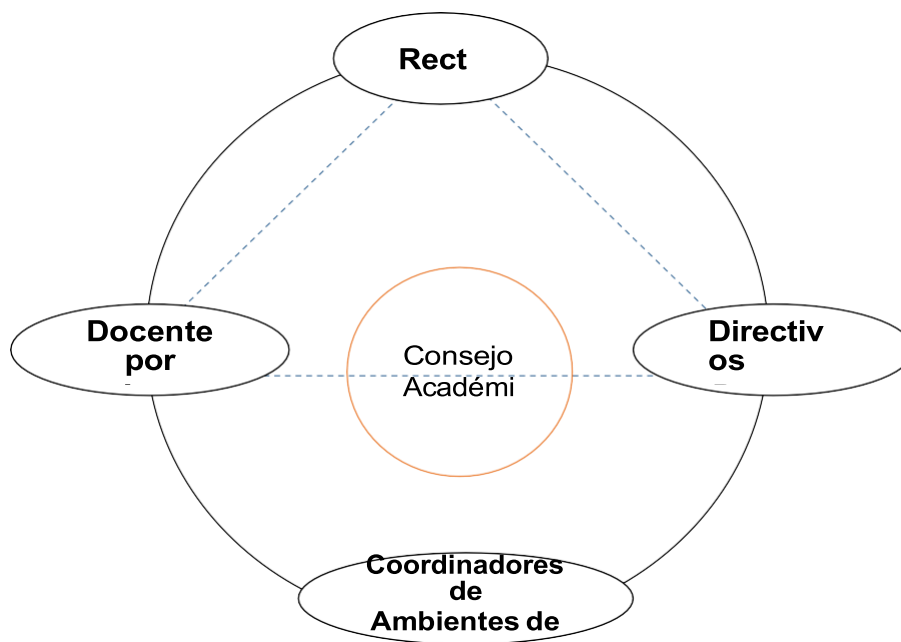 Rect
Docente
por
Directiv
os
Consejo
Académi
Coordinadores
de
Ambientes de